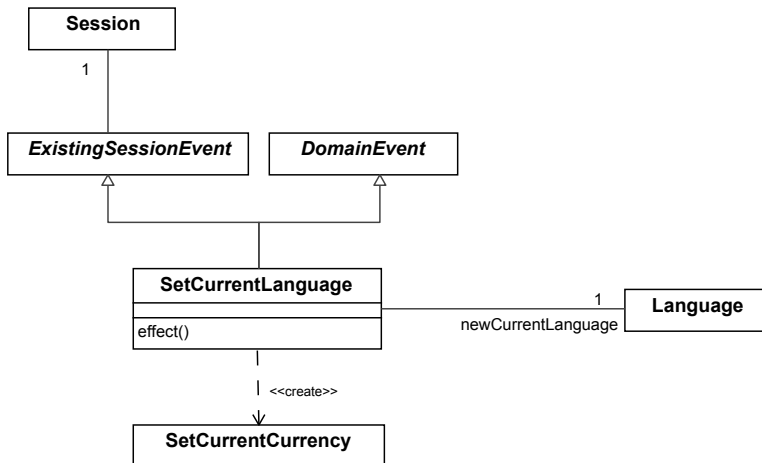 Session
1
ExistingSessionEvent
DomainEvent
SetCurrentLanguage
effect()
1
newCurrentLanguage
Language
<<create>>
SetCurrentCurrency